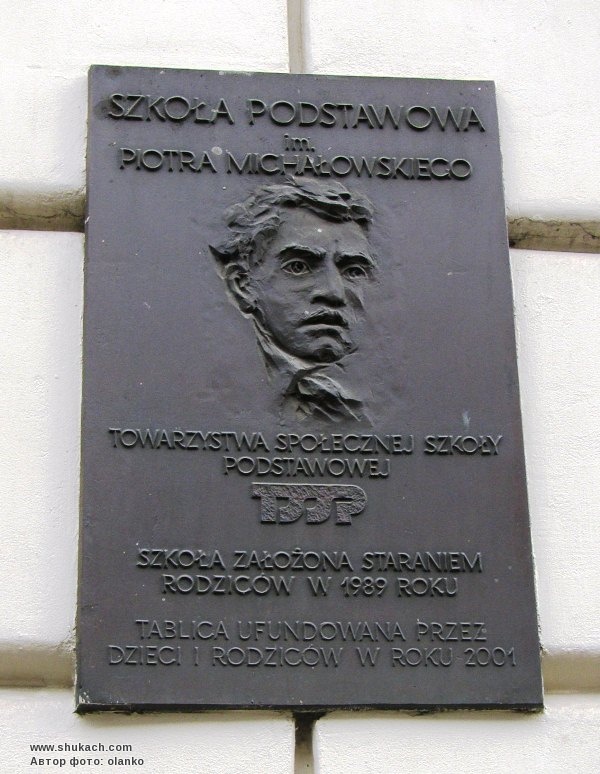 SZKOŁA PODSTAWOWA
im.
PIOTRA MICHAŁOWSKIEGO
TOWARZYSTWA SPOŁECZNEJ SZKOŁY
PODSTAWOWEJ
TSSP
SZKOŁA ZAŁOŻONA STARANIEM
RODZICÓW W 1989 ROKU
TABLICA UFUNDOWANA PRZEZ
DZIECI I RODZICÓW W ROKU 2001
www.shukach.com
Автор фото: olanko